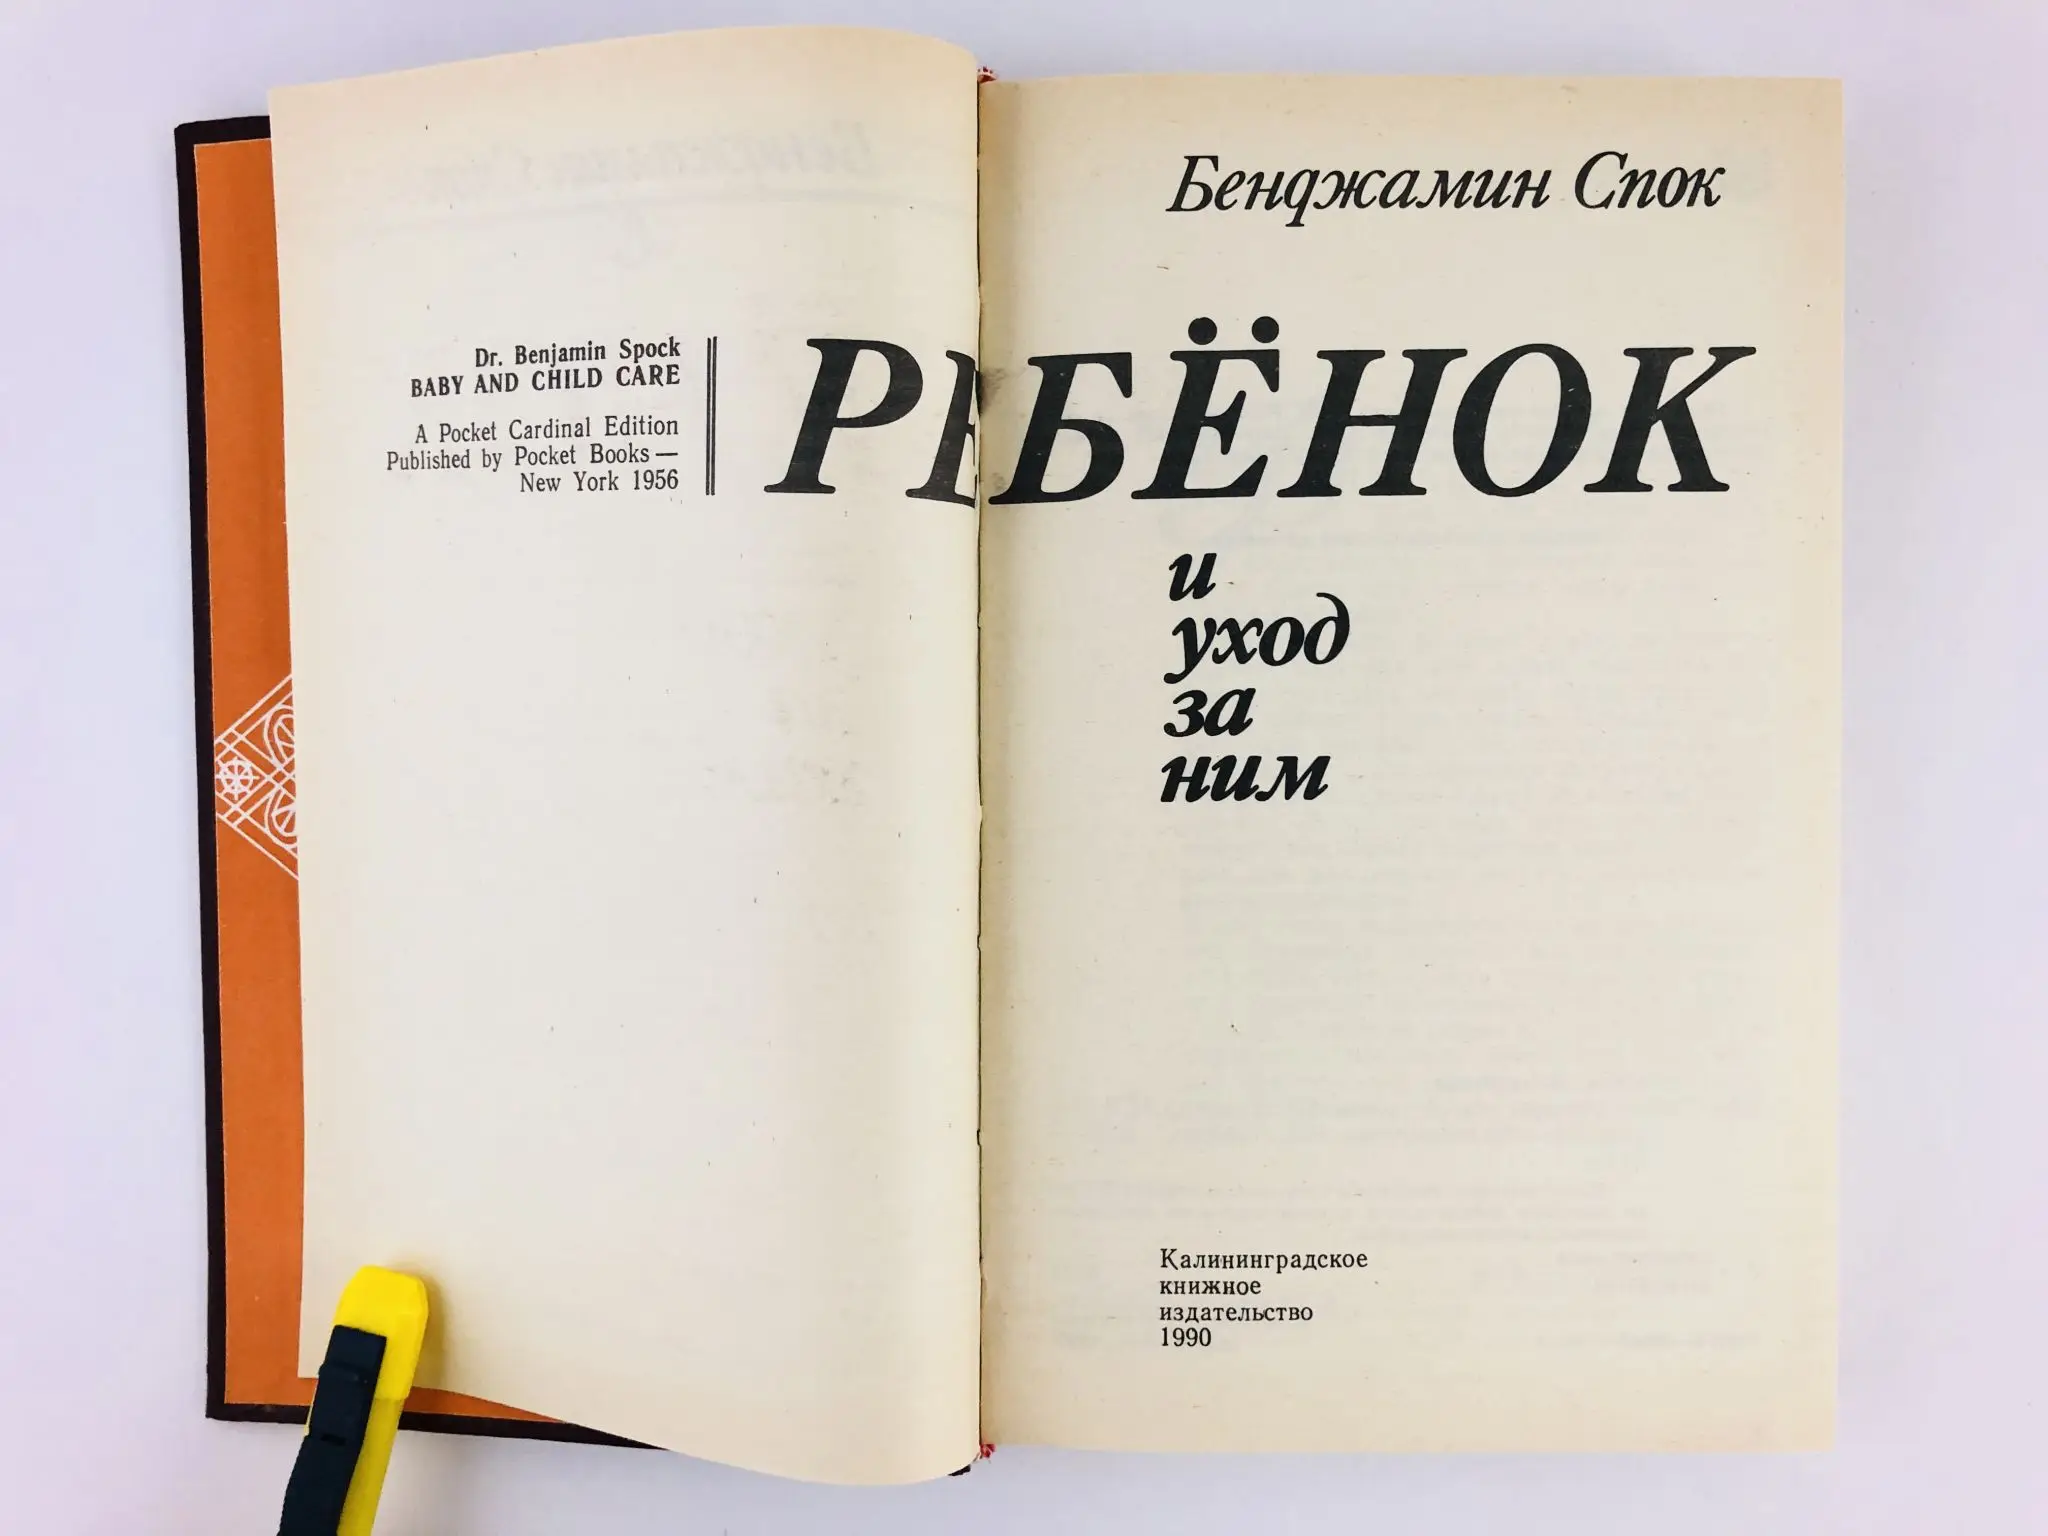 Dr. Benjamin Spock
BABY AND CHILD CARE
A Pocket Cardinal Edition
Published by Pocket Books —
New York 1956
Бенджамин Спок
РЕБЁНОК
и
уход
за
ним
Калининградское
книжное
издательство
1990